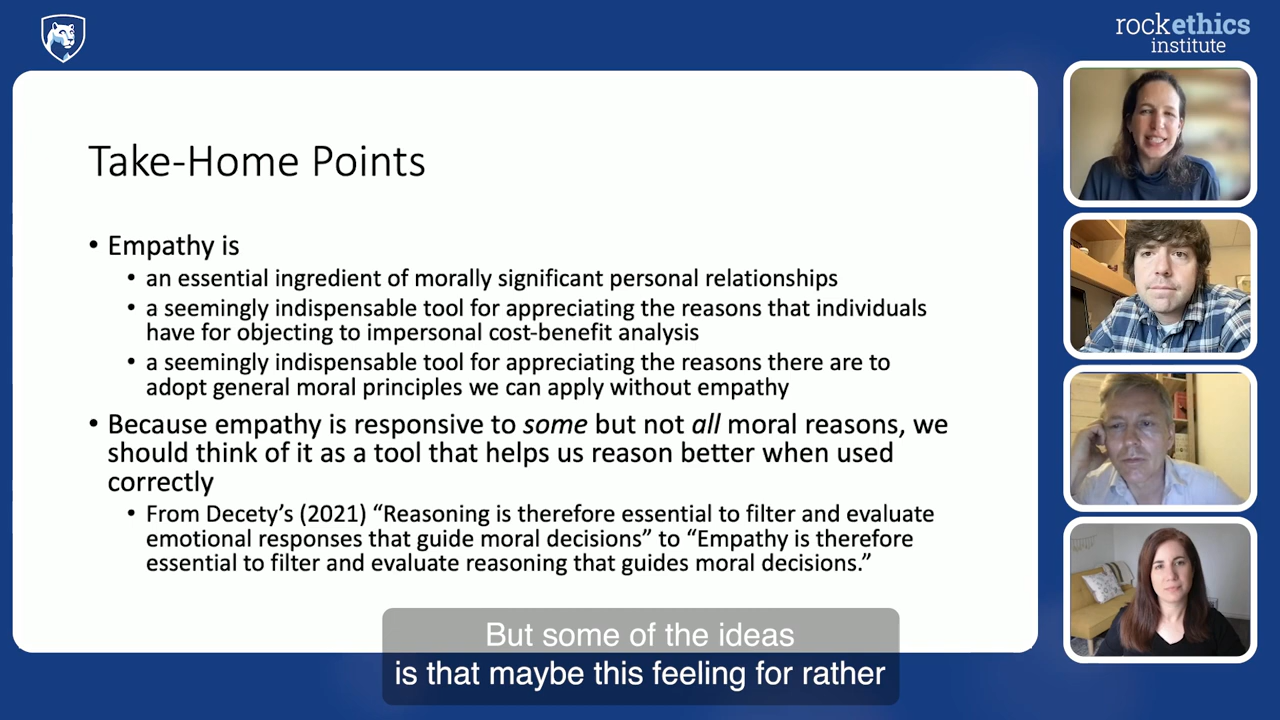 rockethics
institute
Take-Home Points
• Empathy is
• an essential ingredient of morally significant personal relationships
• a seemingly indispensable tool for appreciating the reasons that individuals
have for objecting to impersonal cost-benefit analysis
• a seemingly indispensable tool for appreciating the reasons there are to
adopt general moral principles we can apply without empathy
• Because empathy is responsive to some but not all moral reasons, we
should think of it as a tool that helps us reason better when used
correctly
• From Decety’s (2021) “Reasoning is therefore essential to filter and evaluate
emotional responses that guide moral decisions” to “Empathy is therefore
essential to filter and evaluate reasoning that guides moral decisions.”
But some of the ideas
is that maybe this feeling for rather